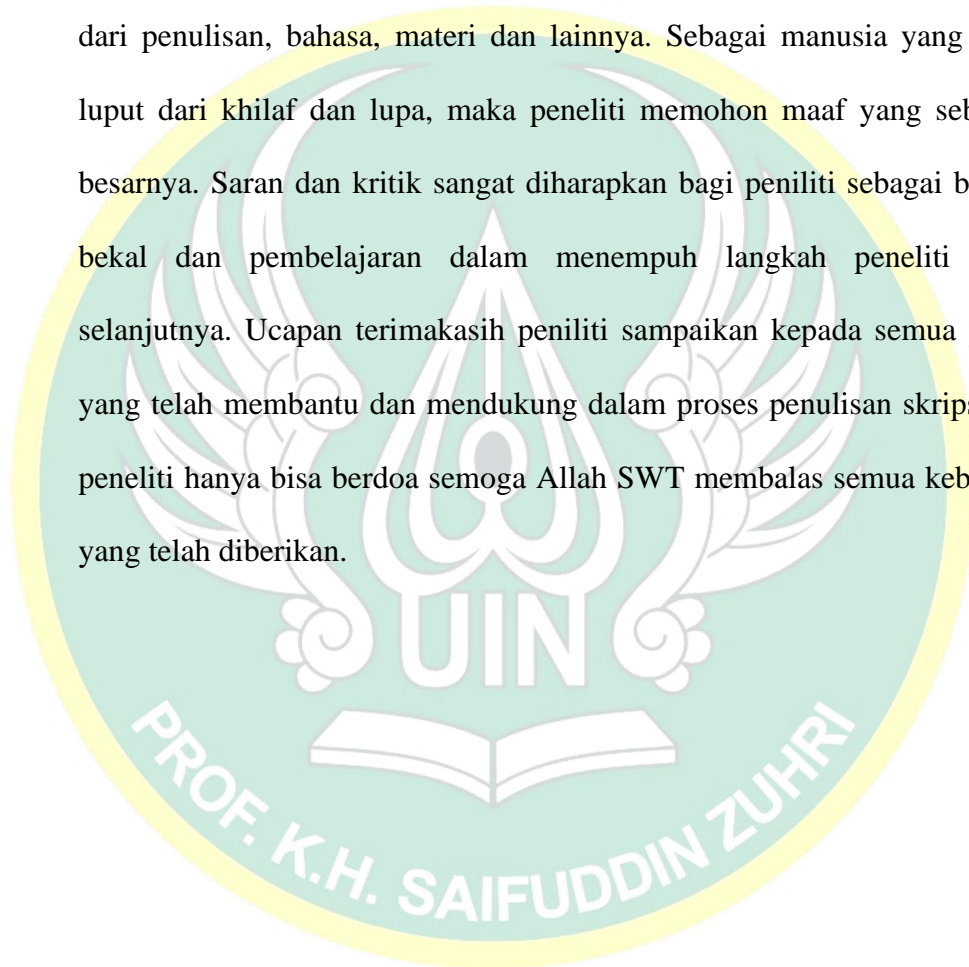 dari penulisan, bahasa, materi dan lainnya. Sebagai manusia yang
luput dari khilaf dan lupa, maka peneliti memohon maaf yang seb
besarnya. Saran dan kritik sangat diharapkan bagi peniliti sebagai b
bekal dan pembelajaran dalam menempuh langkah peneliti
selanjutnya. Ucapan terimakasih peniliti sampaikan kepada semua
yang telah membantu dan mendukung dalam proses penulisan skrips
peneliti hanya bisa berdoa semoga Allah SWT membalas semua keb
yang telah diberikan.
UIN
PROF. K.H. SAIFUDDIN ZUHRI